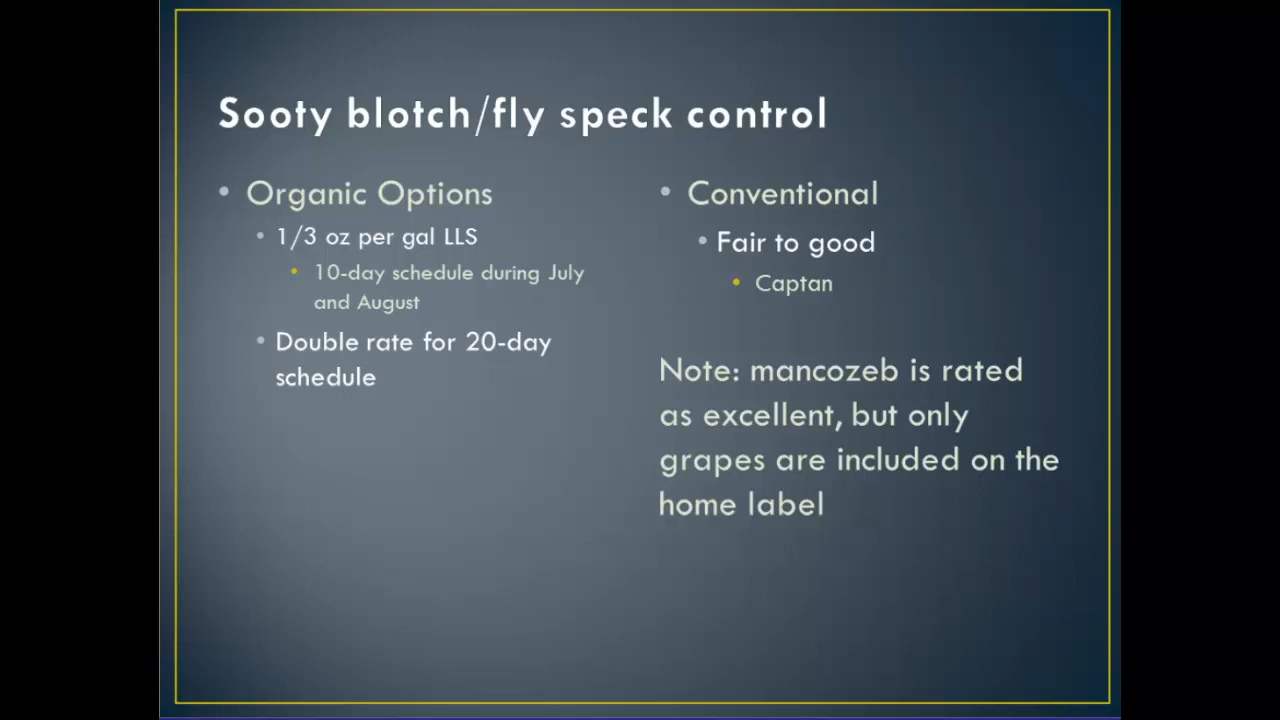 Sooty blotch/fly speck control
• Organic Options
• 1/3 oz per gal LLS
• 10-day schedule during July
and August
• Double rate for 20-day
schedule
• Conventional
• Fair to good
• Captan
Note: mancozeb is rated
as excellent, but only
grapes are included on the
home label